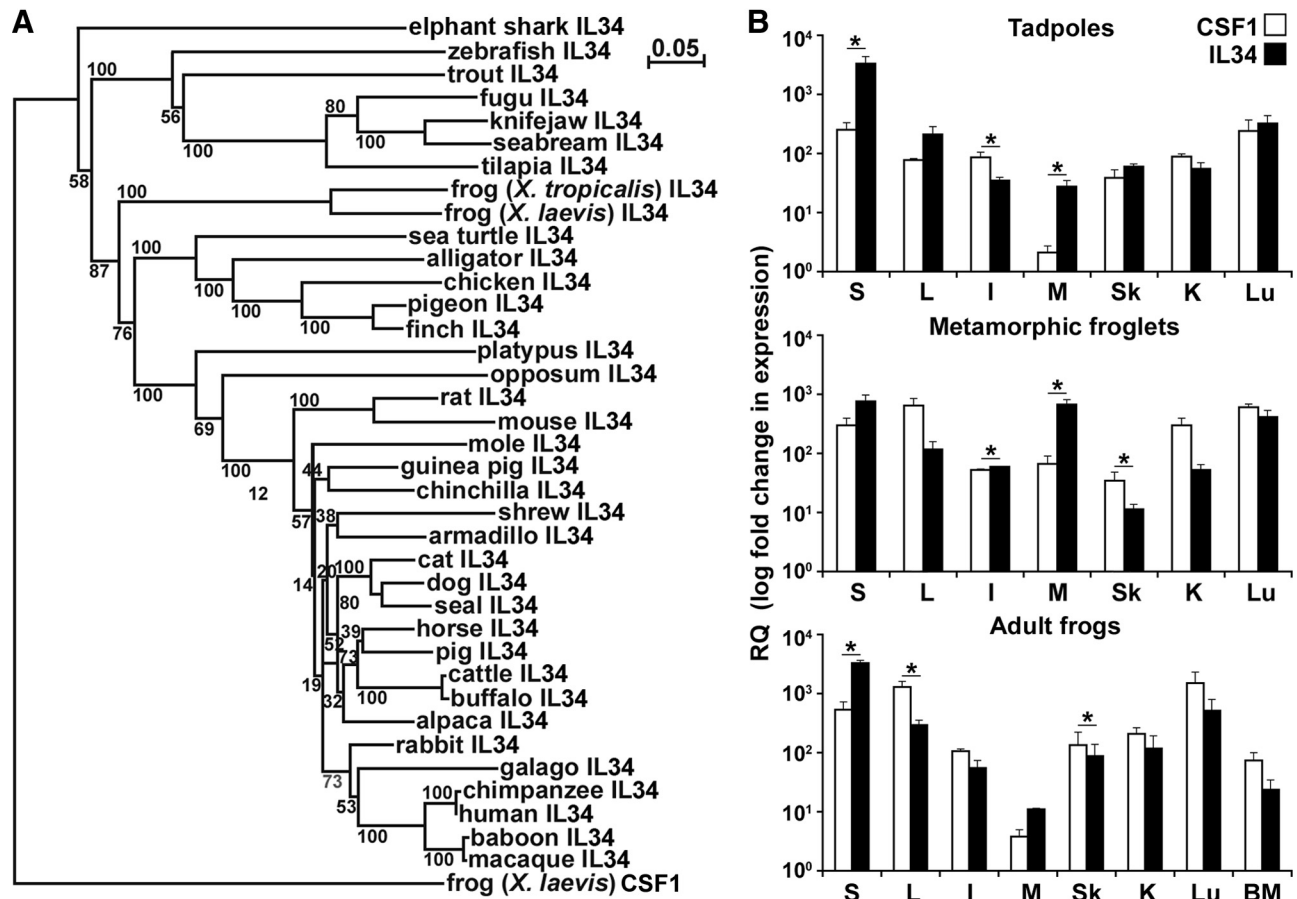 A
elphant shark IL34
zebrafish IL34
0.05
100
trout IL34
56
fugu IL34
80
knifejaw IL34
100
seabream IL34
100
tilapia IL34
58
frog (X. tropicalis) IL34
100
frog (X. laevis) IL34
sea turtle IL34
100
alligator IL34
87
chicken IL34
100
pigeon IL34
100
finch IL34
100
76
platypus IL34
opposum IL34
100
rat IL34
100
mouse IL34
69
mole IL34
guinea pig IL34
44
100
chinchilla IL34
12
shrew IL34
57
38
armadillo IL34
cat IL34
20
100
dog IL34
14
seal IL34
80
horse IL34
39
pig IL34
52
73
cattle IL34
19
100
buffalo IL34
32
alpaca IL34
rabbit IL34
galago IL34
73
chimpanzee IL34
100
53
human IL34
100
baboon IL34
macaque IL34
100
frog (X. laevis) CSF1
B
Tadpoles
CSF1
IL34
RQ (log fold change in expression)
10⁴
10³
10²
10¹
10⁰
*
*
*
S L I M Sk K Lu
Metamorphic froglets
10⁴
10³
10²
10¹
10⁰
*
*
*
S L I M Sk K Lu
Adult frogs
10⁴
10³
10²
10¹
10⁰
*
*
*
S L I M Sk K Lu BM